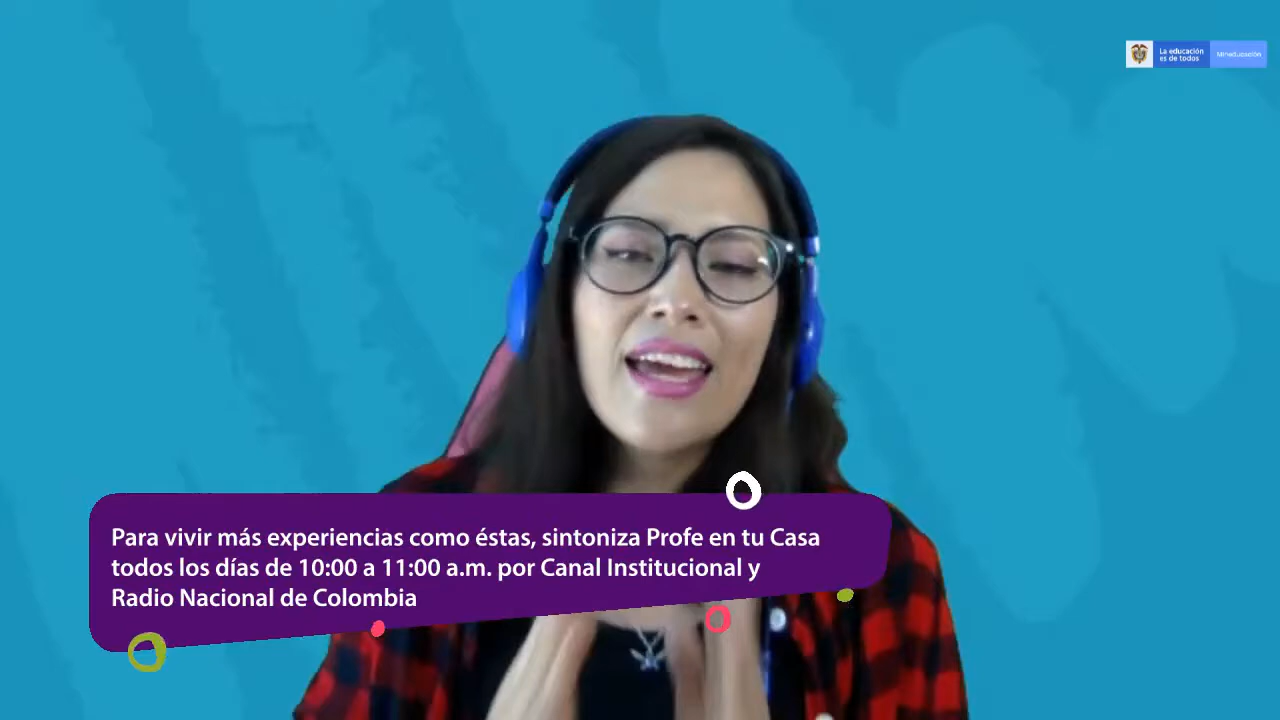 La educación
es de todos
Mineducación
Para vivir más experiencias como éstas, sintoniza Profe en tu Casa
todos los días de 10:00 a 11:00 a.m. por Canal Institucional y
Radio Nacional de Colombia